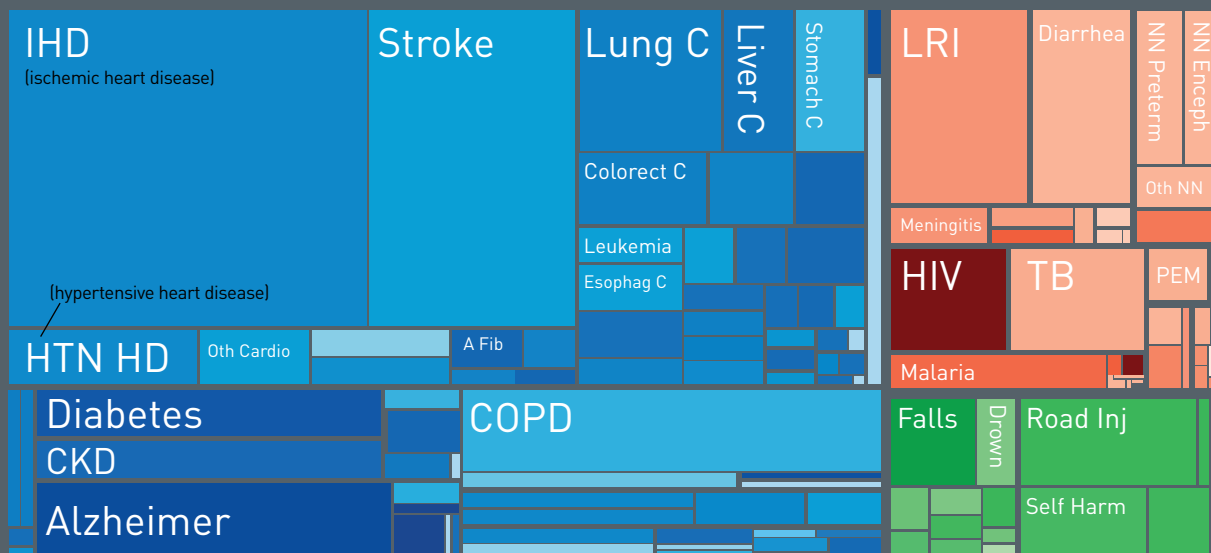 IHD
(ischemic heart disease)
Stroke
(hypertensive heart disease)
HTN HD
Oth Cardio
A Fib
Lung C
Liver C
Stomach C
Colorect C
Leukemia
Esophag C
Diabetes
CKD
Alzheimer
COPD
LRI
Diarrhea
NN Preterm
NN Enceph
Oth NN
Meningitis
HIV
TB
PEM
Malaria
Falls
Drown
Road Inj
Self Harm